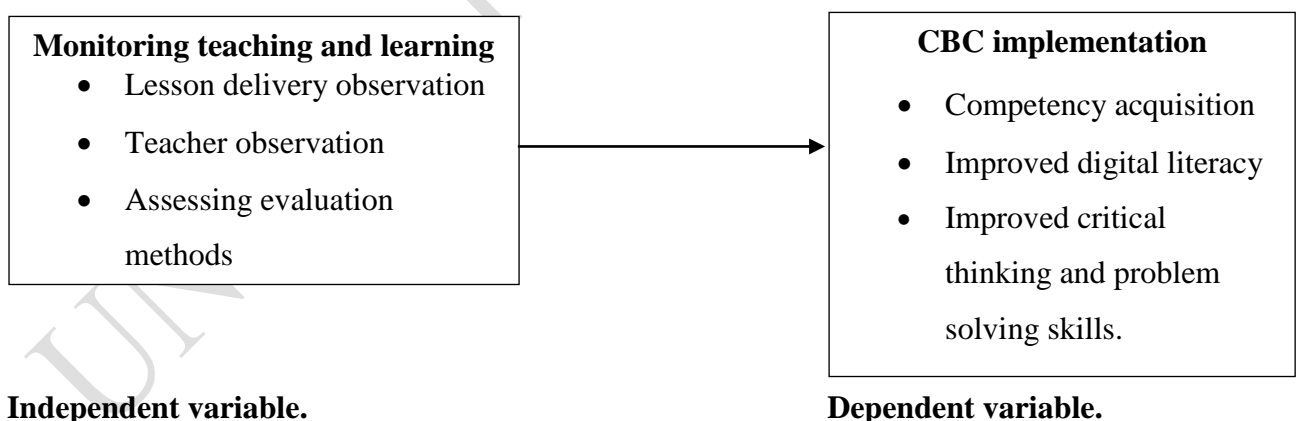 Monitoring teaching and learning
• Lesson delivery observation
• Teacher observation
• Assessing evaluation
methods
CBC implementation
• Competency acquisition
• Improved digital literacy
• Improved critical
thinking and problem
solving skills.
Independent variable.
Dependent variable.
UN